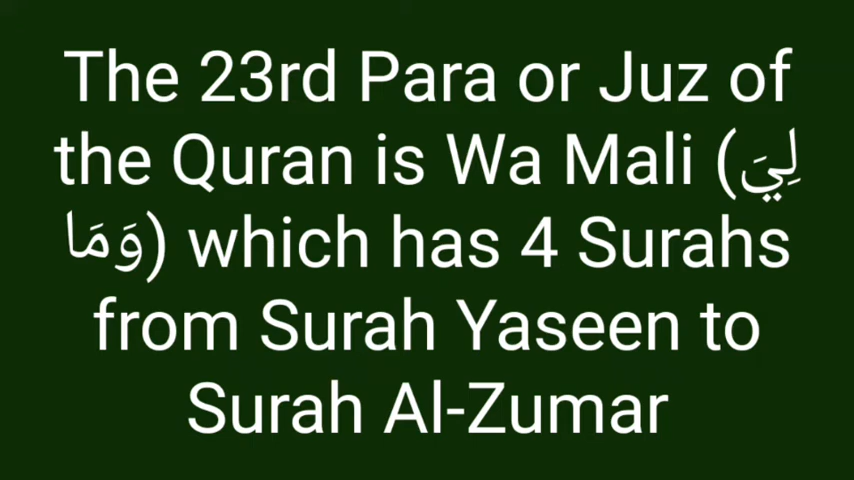 The 23rd Para or Juz of
the Quran is Wa Mali (لِيَ
وَمَا) which has 4 Surahs
from Surah Yaseen to
Surah Al-Zumar